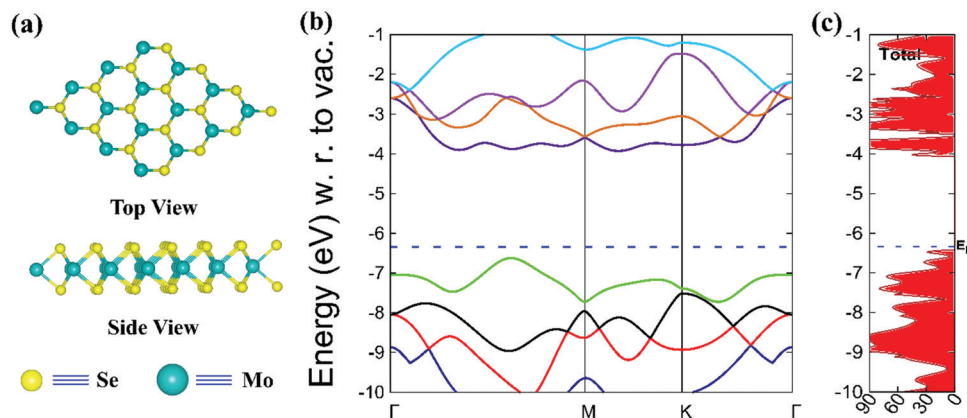 (a)
Top View
Side View
Se
Mo
(b)
Energy (eV) w. r. to vac.
-1
-2
-3
-4
-5
-6
-7
-8
-9
-10
Γ
M
K
Γ
(c)
Total
-1
-2
-3
-4
-5
-6
-7
-8
-9
-10
90
60
30
0